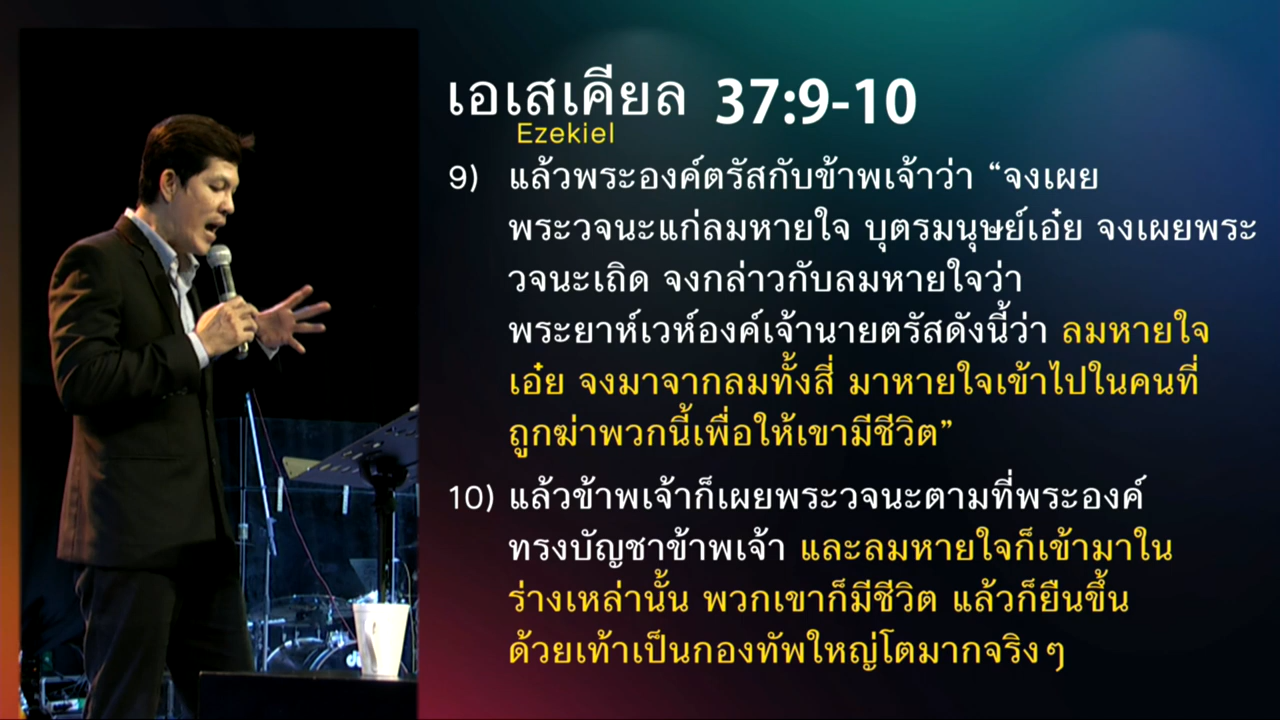 เอเสเคียล 37:9-10
Ezekiel
9) แล้วพระองค์ตรัสกับข้าพเจ้าว่า “จงเผย
พระวจนะแก่ลมหายใจ บุตรมนุษย์เอ๋ย จงเผยพระ
วจนะเถิด จงกล่าวกับลมหายใจว่า
พระยาห์เวห์องค์เจ้านายตรัสดังนี้ว่า ลมหายใจ
เอ๋ย จงมาจากลมทั้งสี่ มาหายใจเข้าไปในคนที่
ถูกฆ่าพวกนี้เพื่อให้เขามีชีวิต”
10) แล้วข้าพเจ้าก็เผยพระวจนะตามที่พระองค์
ทรงบัญชาข้าพเจ้า และลมหายใจก็เข้ามาใน
ร่างเหล่านั้น พวกเขาก็มีชีวิต แล้วก็ยืนขึ้น
ด้วยเท้าเป็นกองทัพใหญ่โตมากจริงๆ